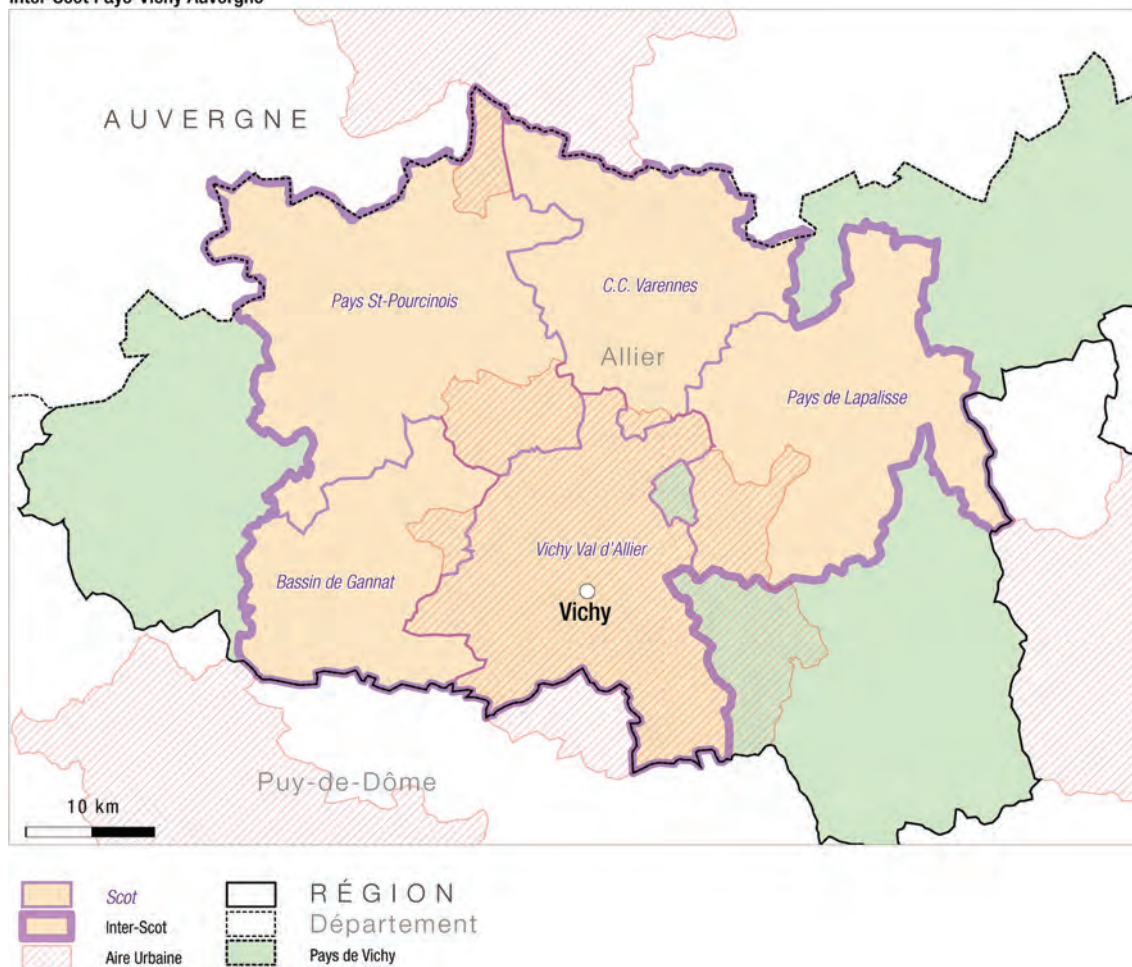 Inter-Scot Pays-Vichy Auvergne
AUVERGNE
Pays St-Pourcinois
C.C. Varennes
Allier
Pays de Lapalisse
Vichy Val d'Allier
Bassin de Gannat
Vichy
Puy-de-Dôme
10 km
Scot
Inter-Scot
Aire Urbaine
RÉGION
Département
Pays de Vichy